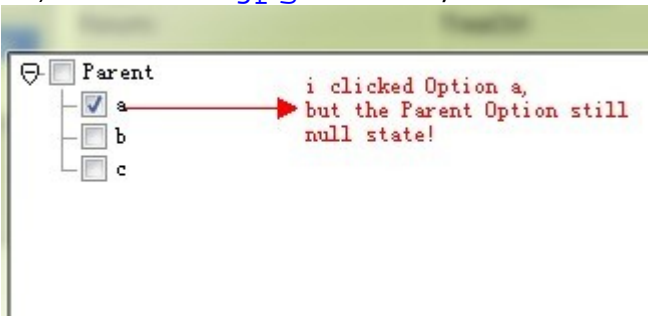 Parent
a
b
c
i clicked Option a,
but the Parent Option still
null state!